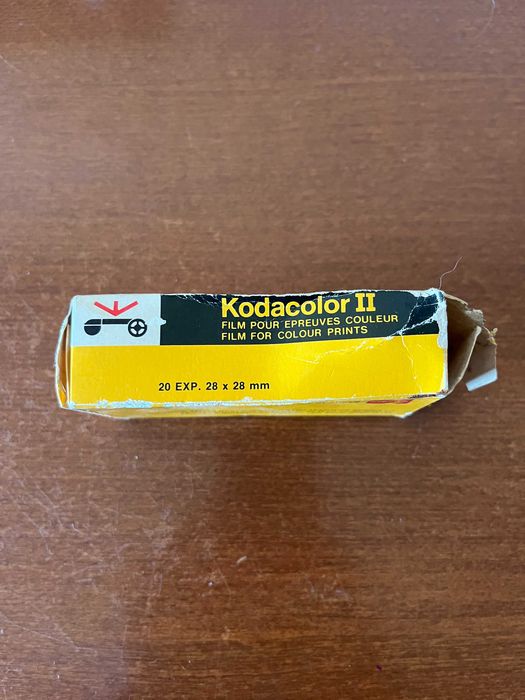 Kodacolor II
FILM POUR EPREUVES COULEUR
FILM FOR COLOUR PRINTS
20 EXP. 28 x 28 mm